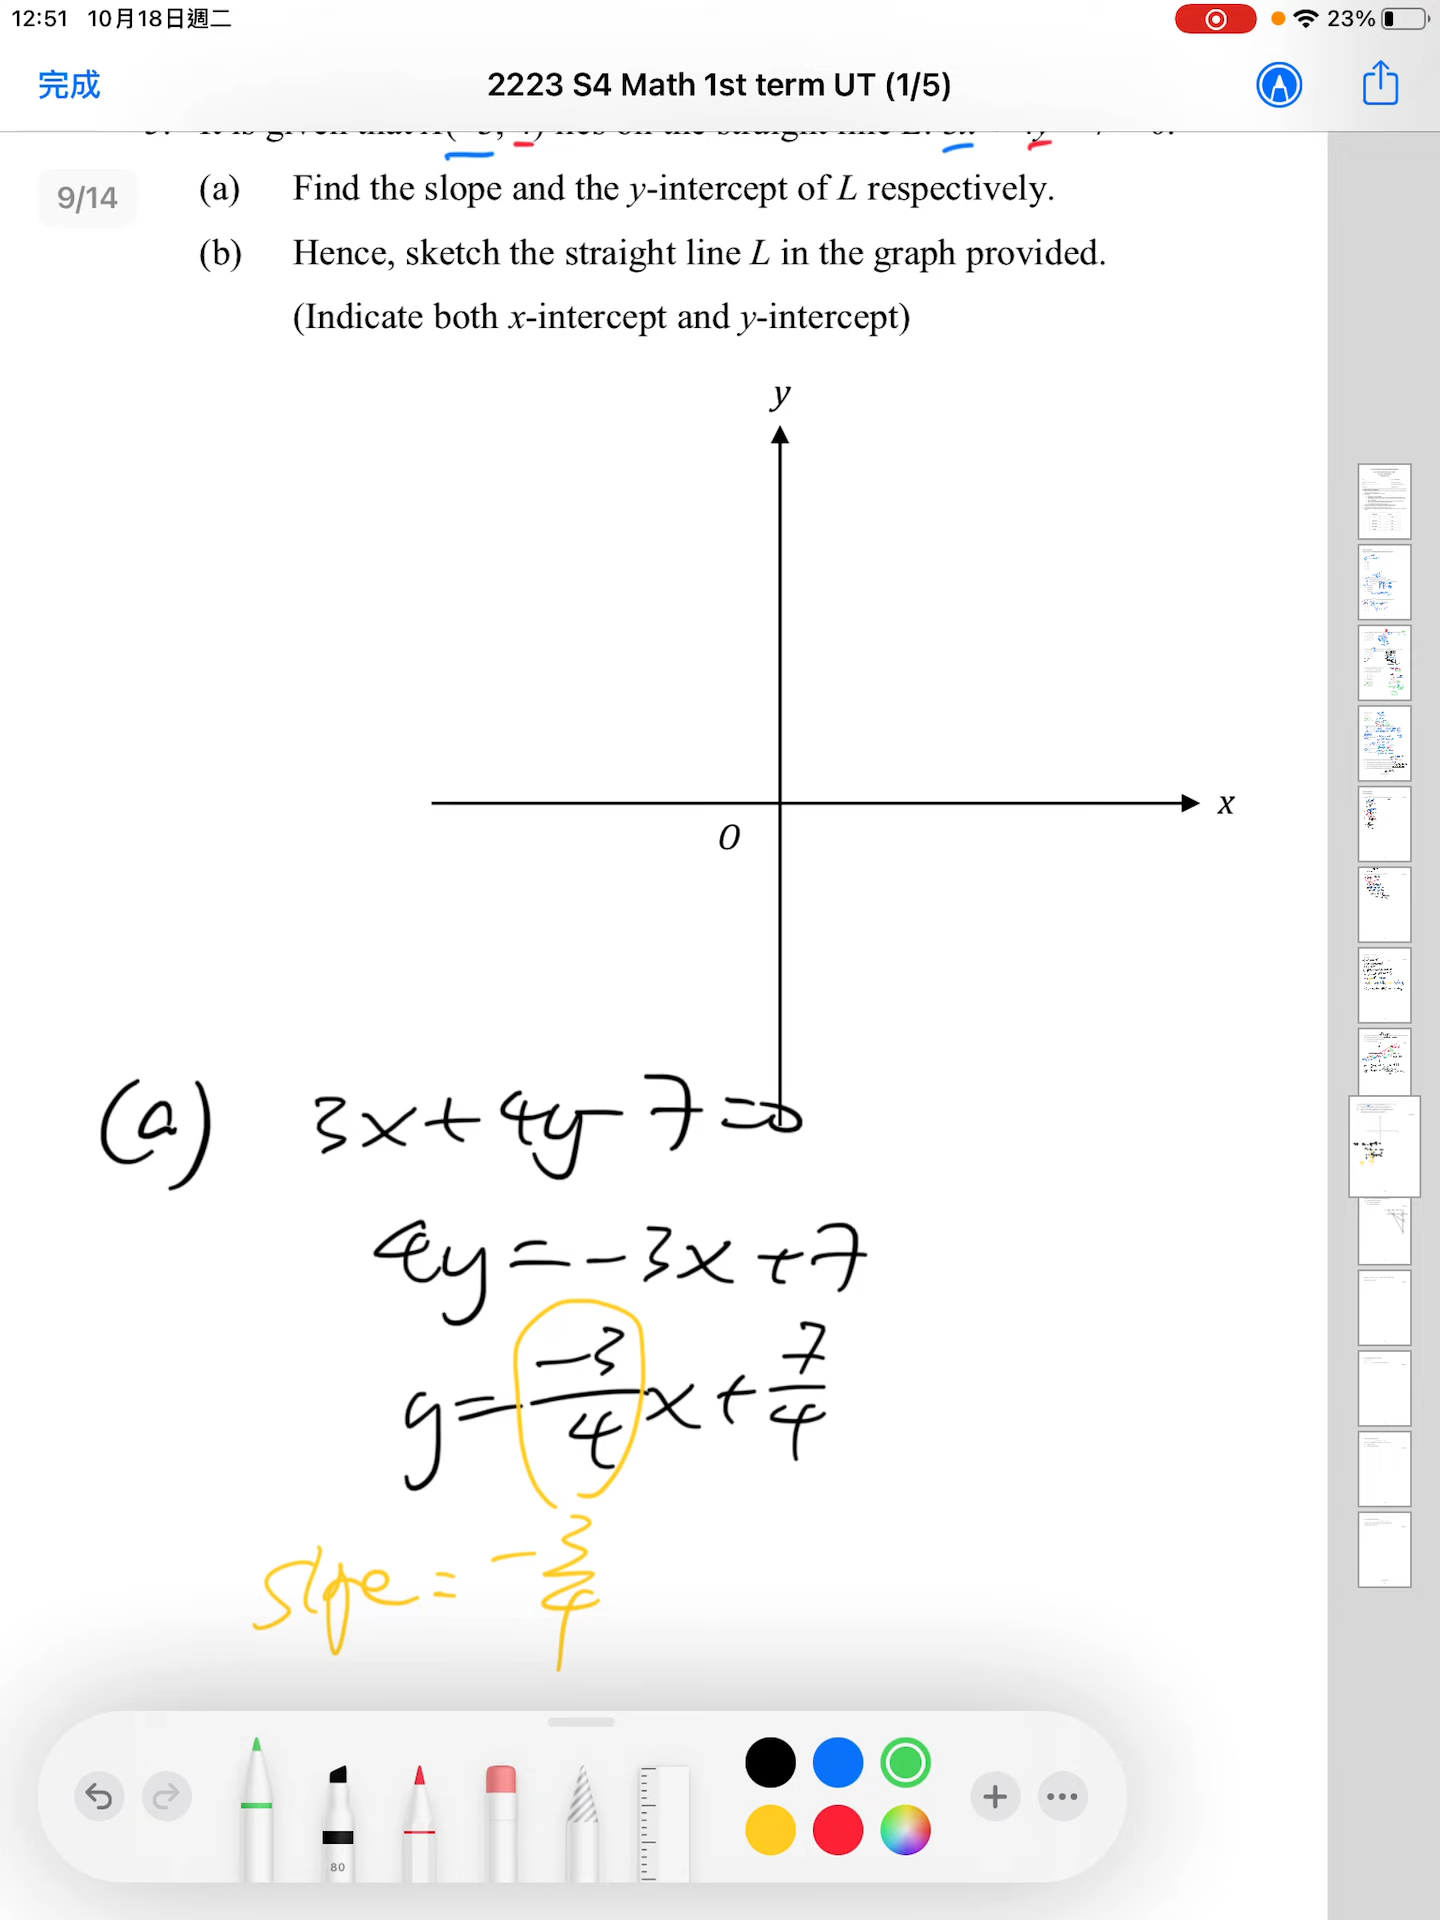 12:51 10月18日週二
23%
完成
2223 S4 Math 1st term UT (1/5)
9/14
(a) Find the slope and the y-intercept of L respectively.
(b) Hence, sketch the straight line L in the graph provided.
(Indicate both x-intercept and y-intercept)
y
x
O
(a) 3x+4y-7=0
4y=-3x+7
y=-3/4x+7/4
slope = -3/4
80